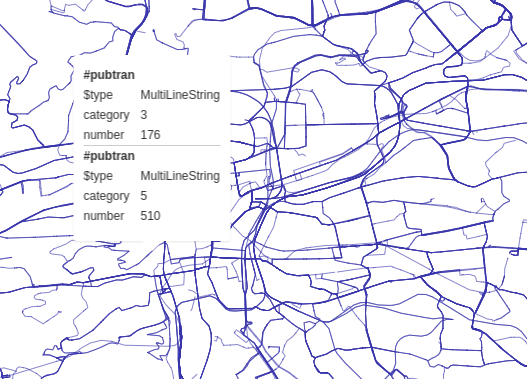 #pubtran
$type MultiLineString
category 3
number 176
#pubtran
$type MultiLineString
category 5
number 510